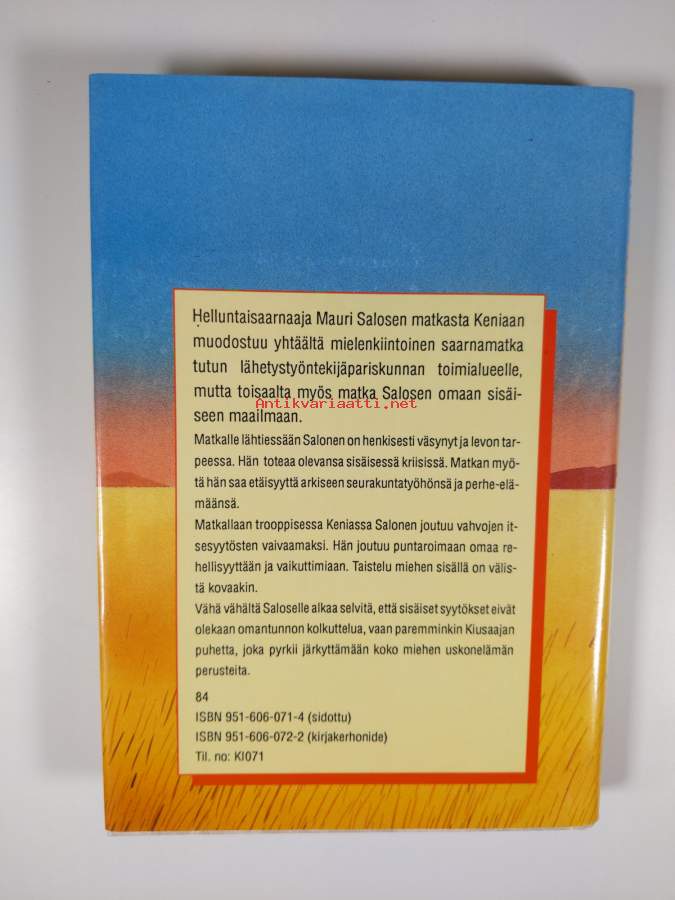 Helluntaisaarnaaja Mauri Salosen matkasta Keniaan
muodostuu yhtäältä mielenkiintoinen saarnamatka
tutun lähetystyöntekijäpariskunnan toimialueelle,
mutta toisaalta myös matka Salosen omaan sisäi-
Antikvariaatti.net
seen maailmaan.
Matkalle lähtiessään Salonen on henkisesti väsynyt ja levon tar-
peessa. Hän toteaa olevansa sisäisessä kriisissä. Matkan myö-
tä hän saa etäisyyttä arkiseen seurakuntatyöhönsä ja perhe-elä-
määnsä.
Matkallaan trooppisessa Keniassa Salonen joutuu vahvojen it-
sesyytösten vaivaamaksi. Hän joutuu puntaroimaan omaa re-
hellisyyttään ja vaikuttimiaan. Taistelu miehen sisällä on välis-
tä kovaakin.
Vähä vähältä Saloselle alkaa selvitä, että sisäiset syytökset eivät
olekaan omantunnon kolkuttelua, vaan paremminkin Kiusaajan
puhetta, joka pyrkii järkyttämään koko miehen uskonelämän
perusteita.
84
ISBN 951-606-071-4 (sidottu)
ISBN 951-606-072-2 (kirjakerhonide)
Til. no: KI071